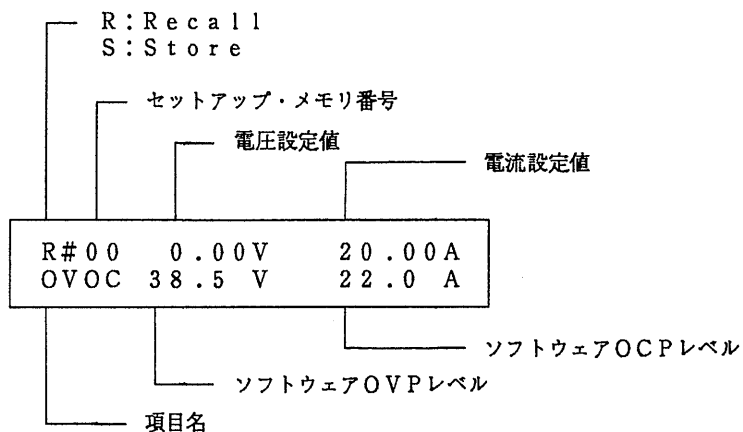 R:Recall
S:Store
セットアップ・メモリ番号
電圧設定値
電流設定値
R#00 0.00V 20.00A
OVOC 38.5 V 22.0 A
ソフトウェアOCPレベル
ソフトウェアOVPレベル
項目名